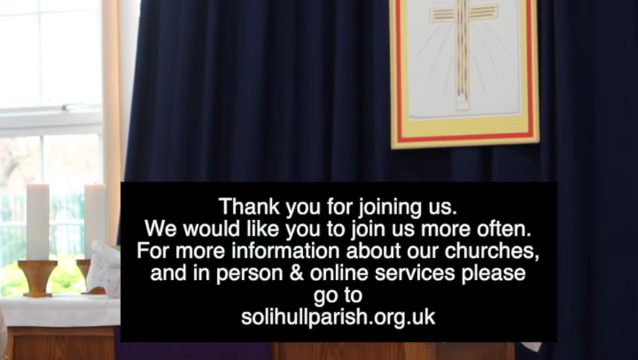 Thank you for joining us.
We would like you to join us more often.
For more information about our churches,
and in person & online services please
go to
solihullparish.org.uk